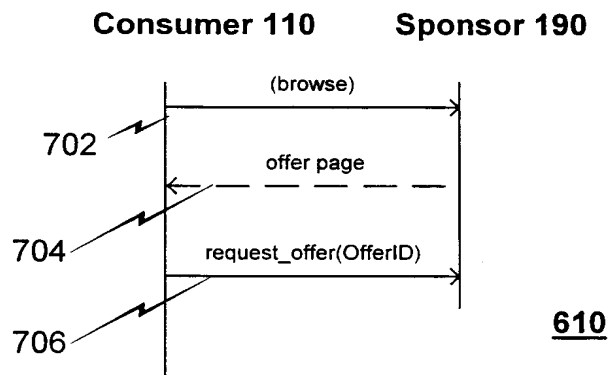 Consumer 110 Sponsor 190
(browse)
702
offer page
704
request_offer(OfferID)
706
610